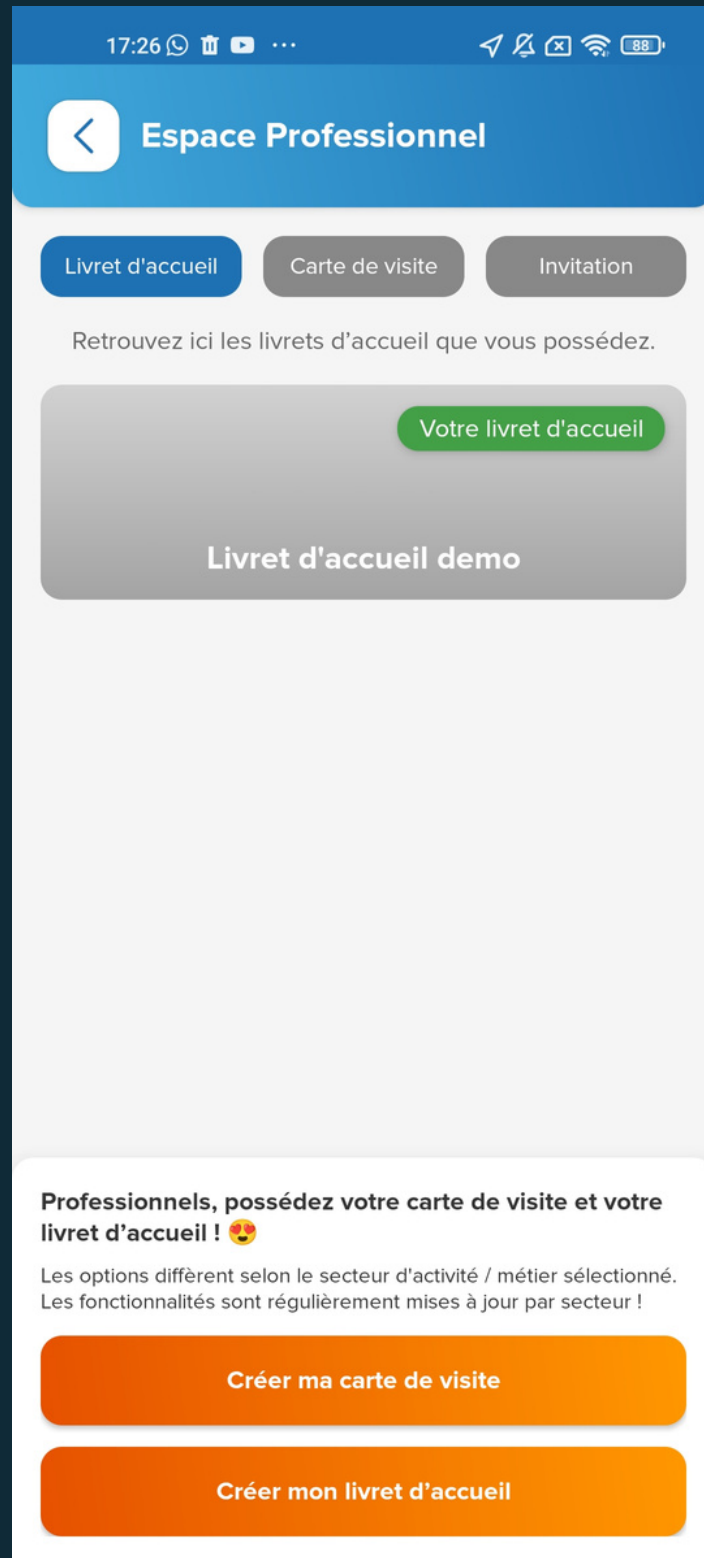 17:26 ... 88
Espace Professionnel
Livret d'accueil Carte de visite Invitation
Retrouvez ici les livrets d’accueil que vous possédez.
Votre livret d'accueil
Livret d'accueil demo
Professionnels, possédez votre carte de visite et votre
livret d’accueil ! 😍
Les options diffèrent selon le secteur d'activité / métier sélectionné.
Les fonctionnalités sont régulièrement mises à jour par secteur !
Créer ma carte de visite
Créer mon livret d’accueil